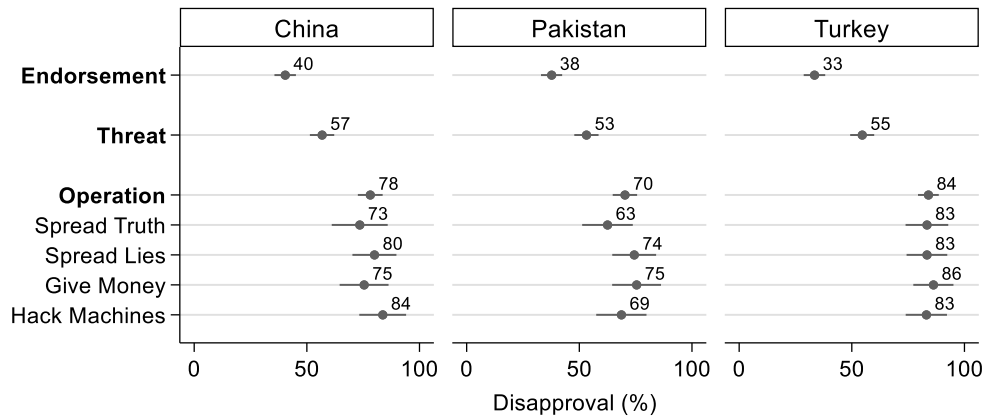 China Pakistan Turkey
Endorsement 40 38 33
Threat 57 53 55
Operation 78 70 84
Spread Truth 73 63 83
Spread Lies 80 74 83
Give Money 75 75 86
Hack Machines 84 69 83
0 50 100 0 50 100 0 50 100
Disapproval (%)